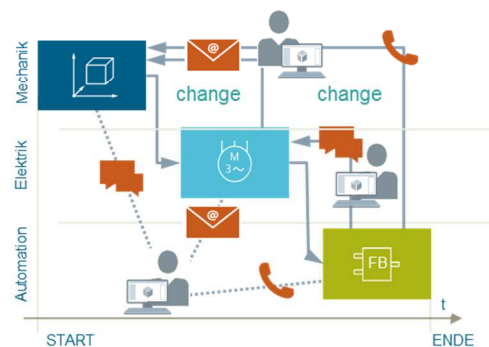 Mechanik
@
change
change
Elektrik
M
3~
@
Automation
FB
t
START
ENDE